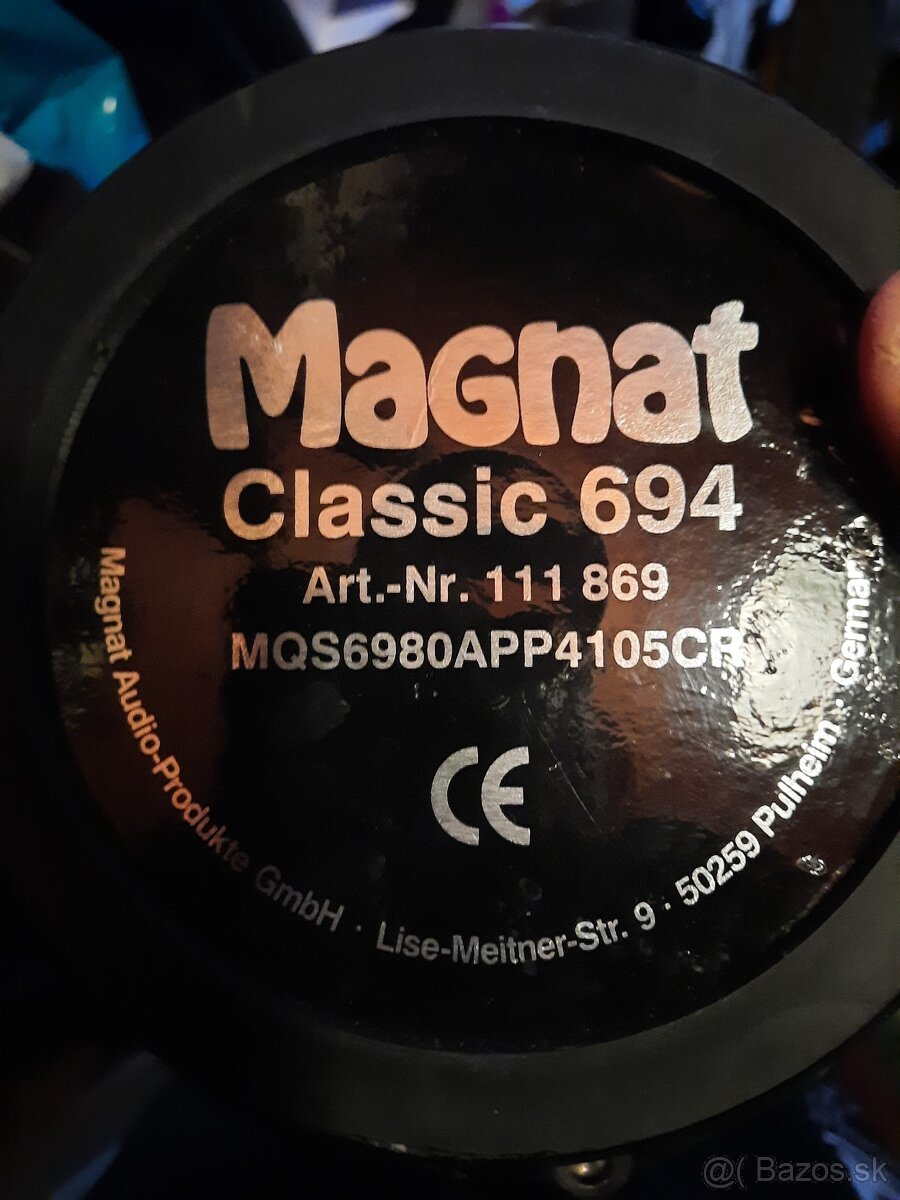 Magnat
Classic 694
Art.-Nr. 111 869
MQS6980APP4105CR
CE
Magnat Audio-Produkte GmbH · Lise-Meitner-Str. 9 · 50259 Pulheim · Germany
@( Bazos.sk